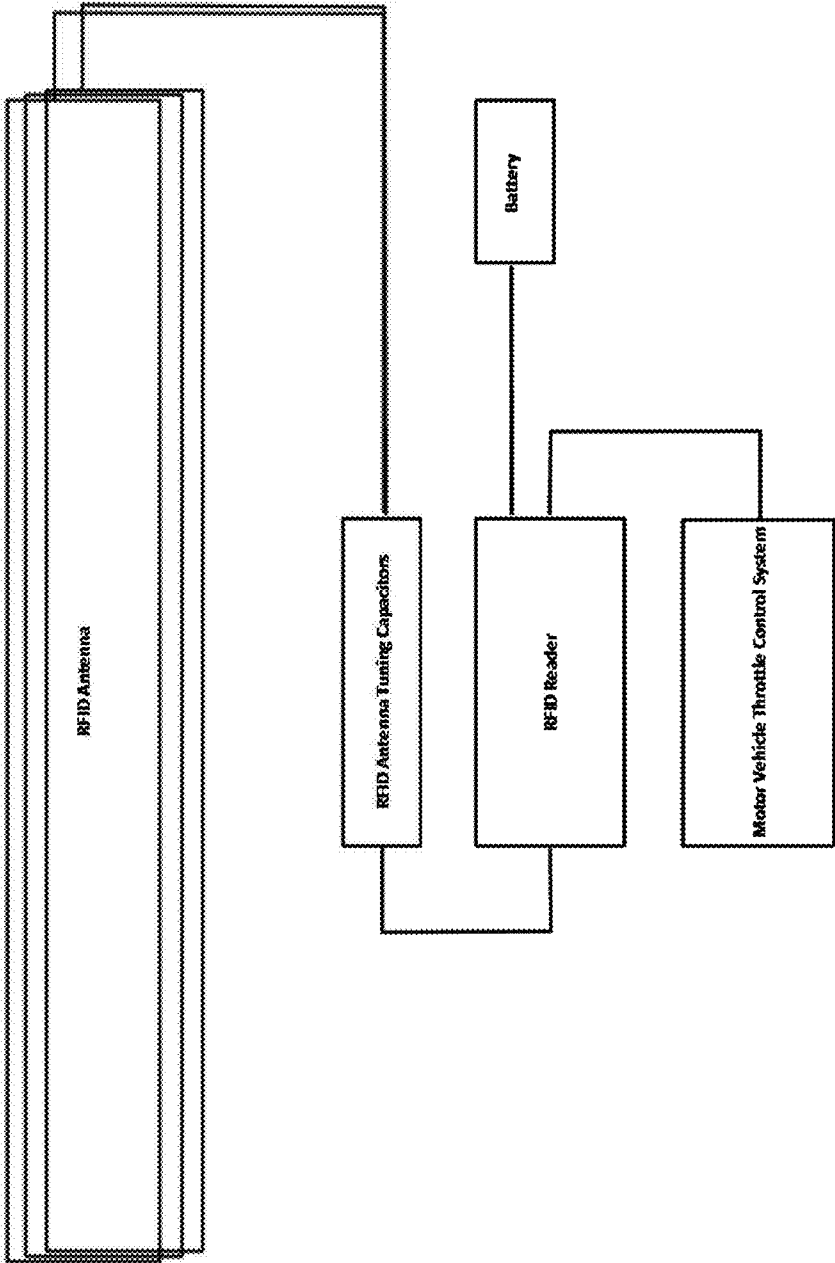 RFID Antenna
RFID Antenna Tuning Capacitors
Battery
RFID Reader
Motor Vehicle Throttle Control System